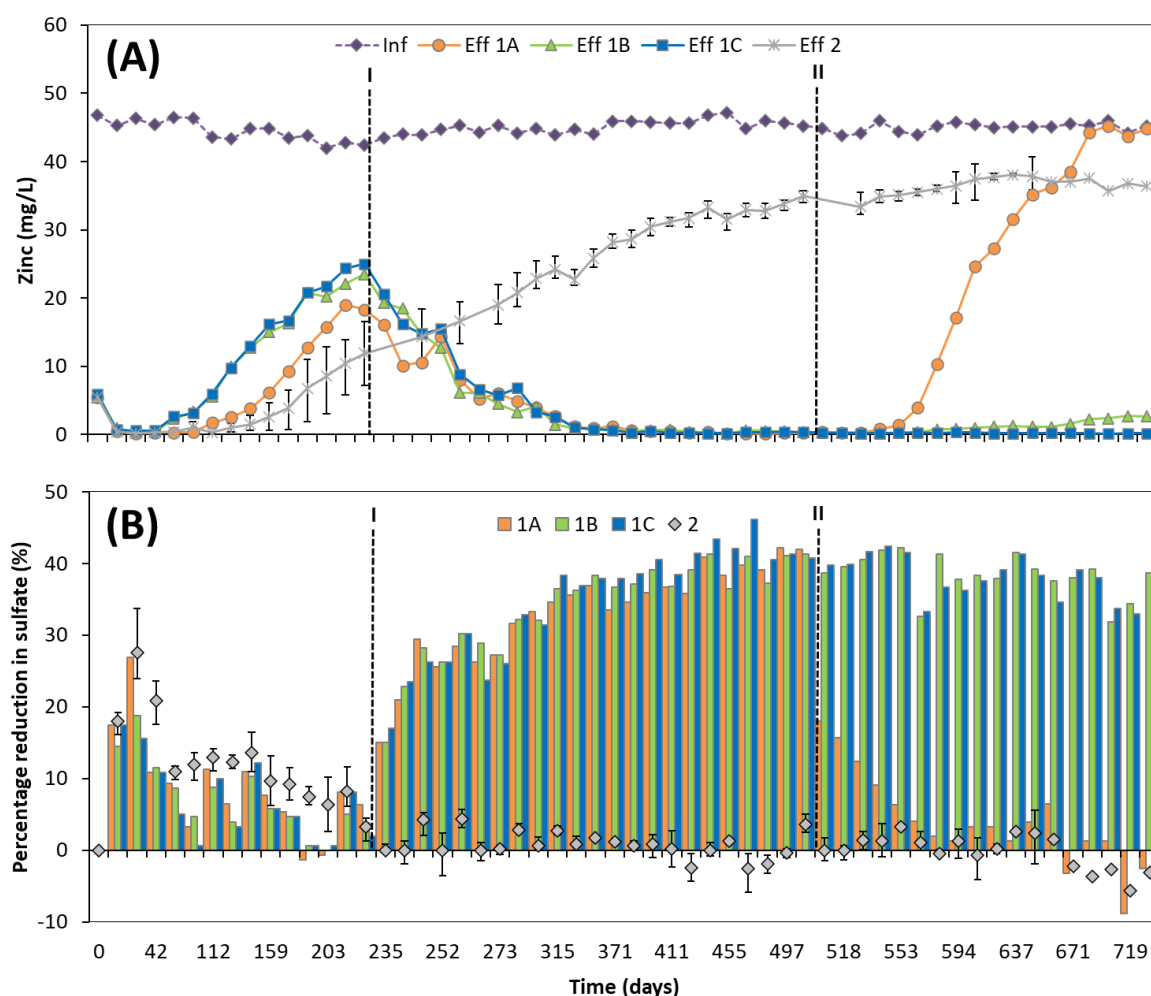 (A)
Inf Eff 1A Eff 1B Eff 1C Eff 2
I
II
Zinc (mg/L)
60
50
40
30
20
10
0
(B)
1A 1B 1C 2
I
II
Percentage reduction in sulfate (%)
50
40
30
20
10
0
-10
0 42 112 159 203 235 252 273 315 371 411 455 497 518 553 594 637 671 719
Time (days)